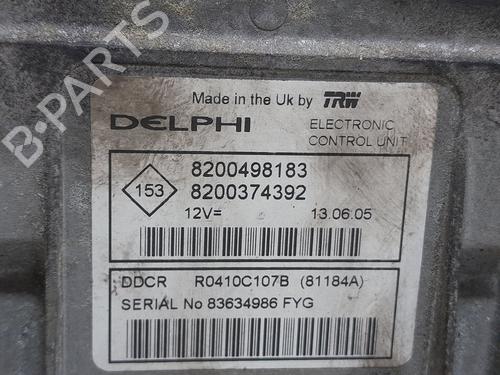 B-PARTS
Made in the Uk by TRW
DELPHI
ELECTRONIC
CONTROL UNIT
153
8200498183
8200374392
12V= 13.06.05
DDCR R0410C107B (81184A)
SERIAL No 83634986 FYG